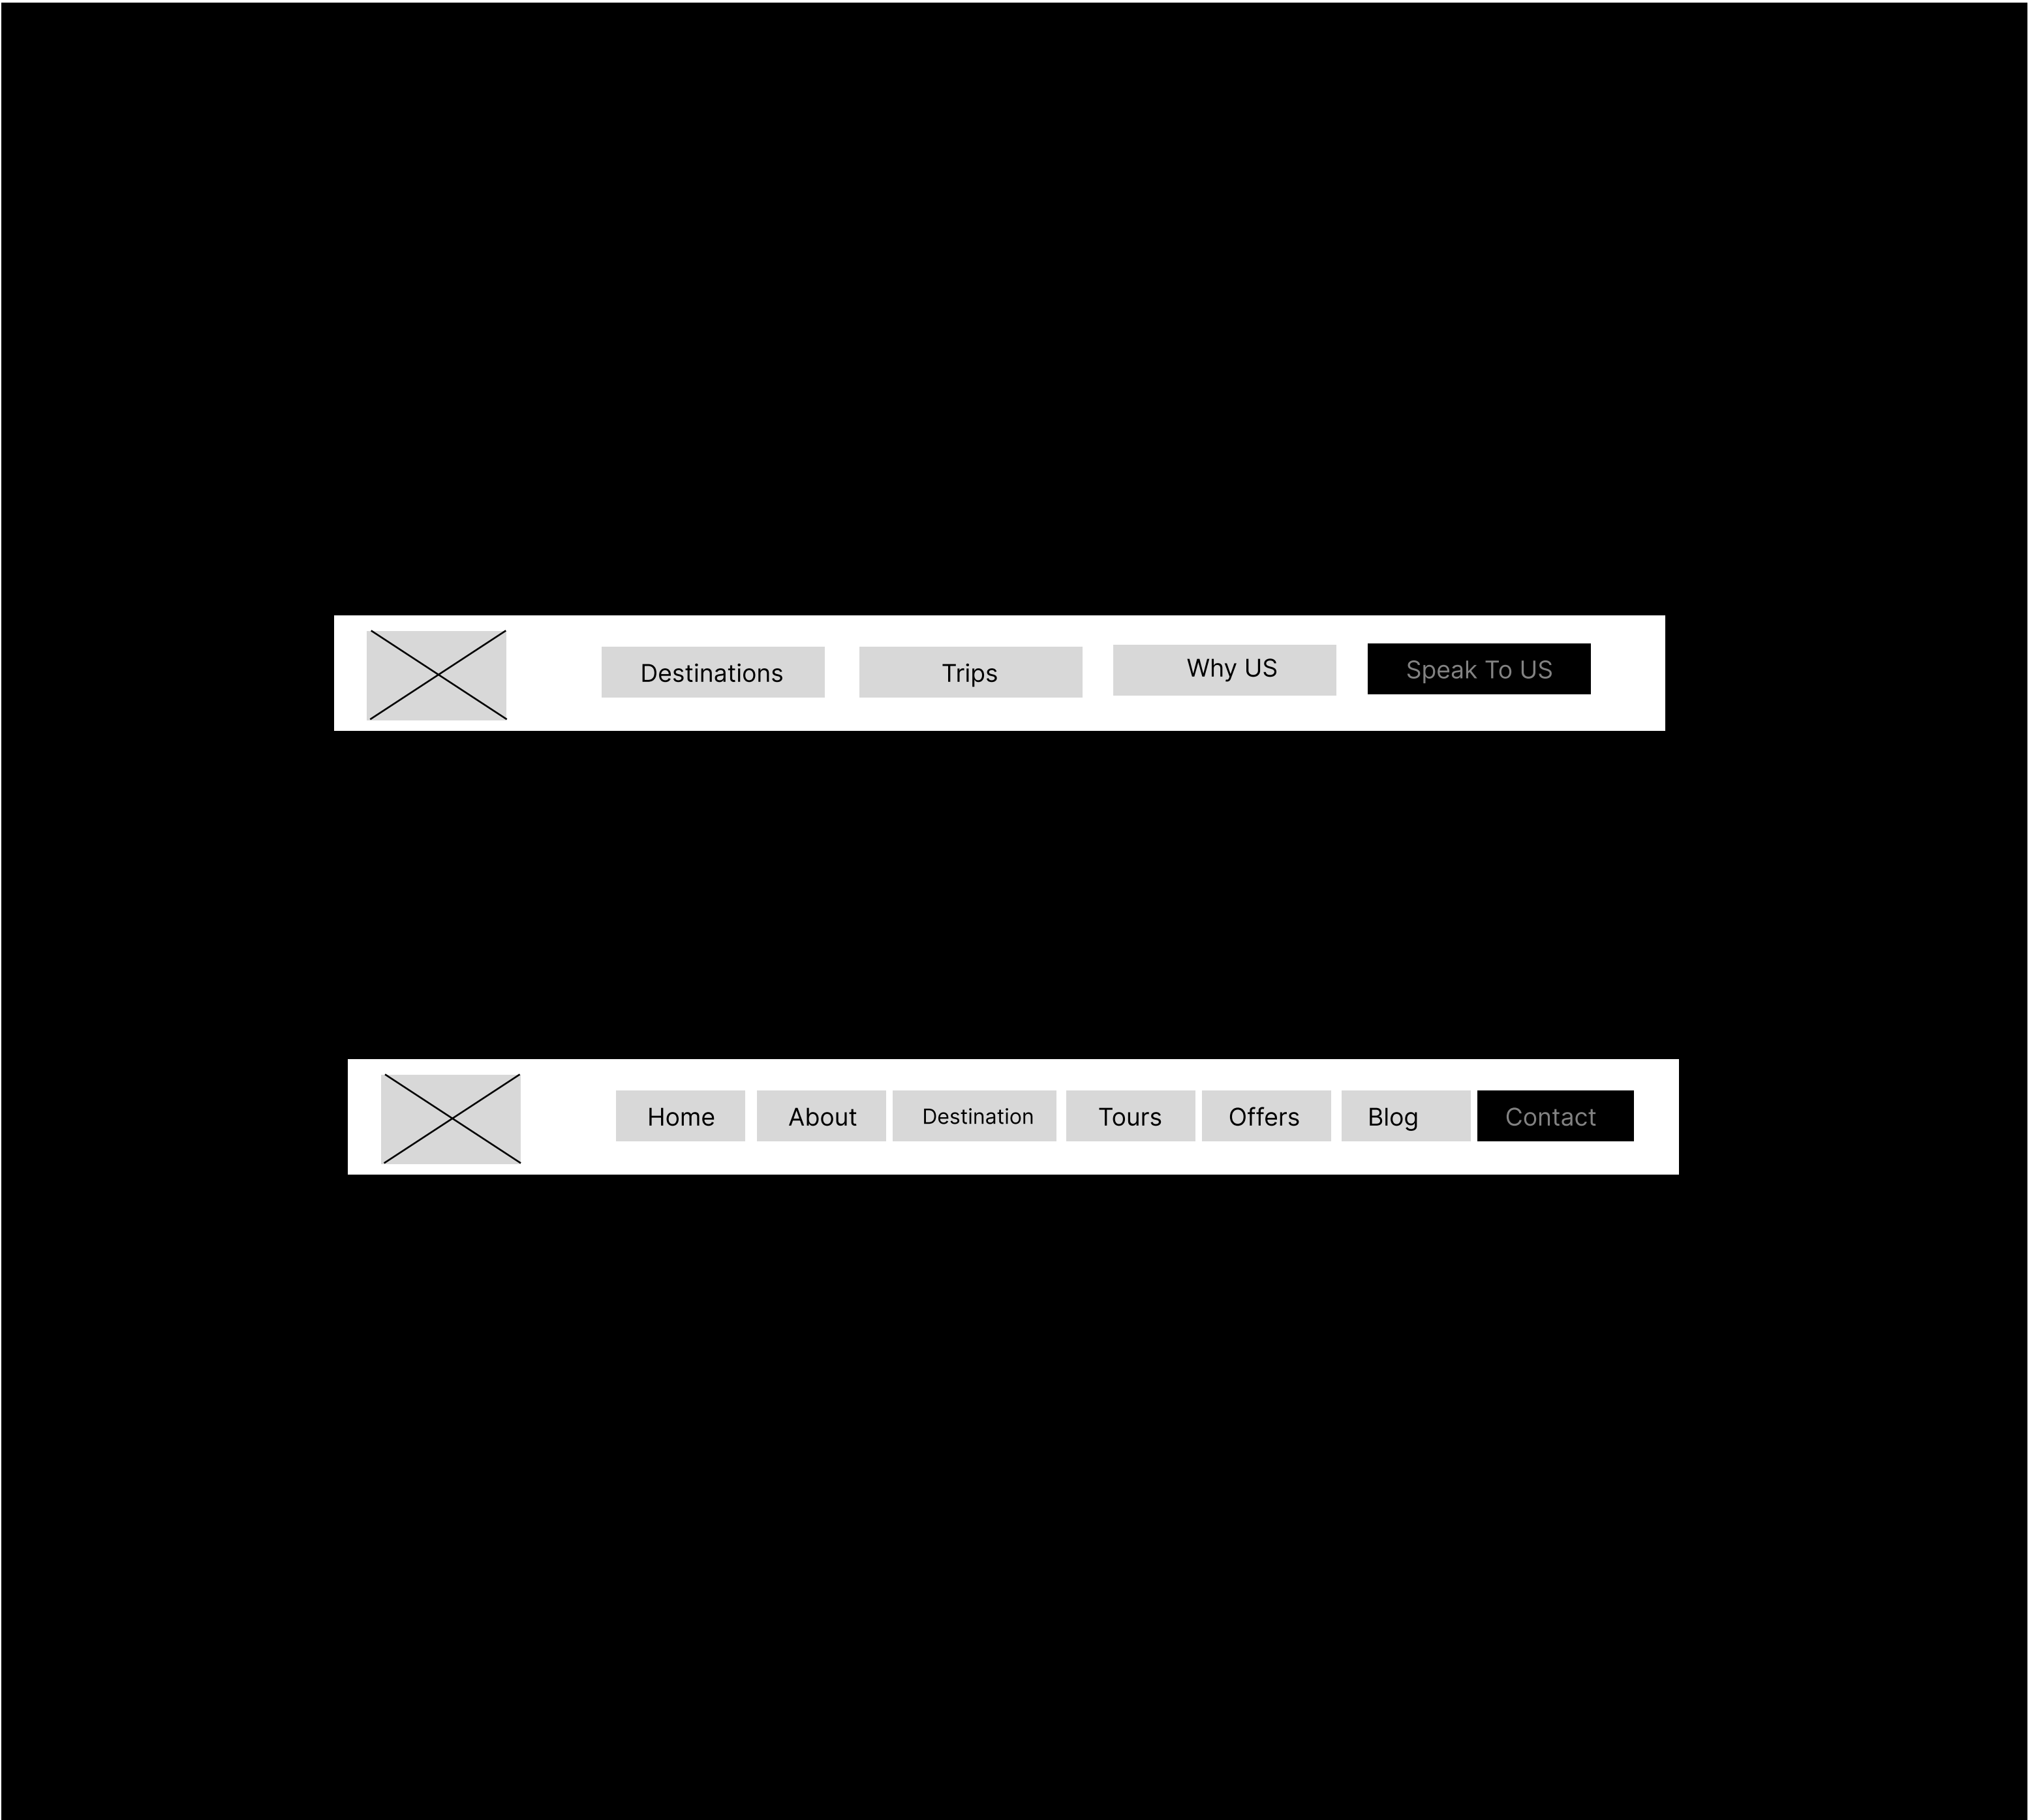 Destinations Trips Why US Speak To US
Home About Destination Tours Offers Blog Contact